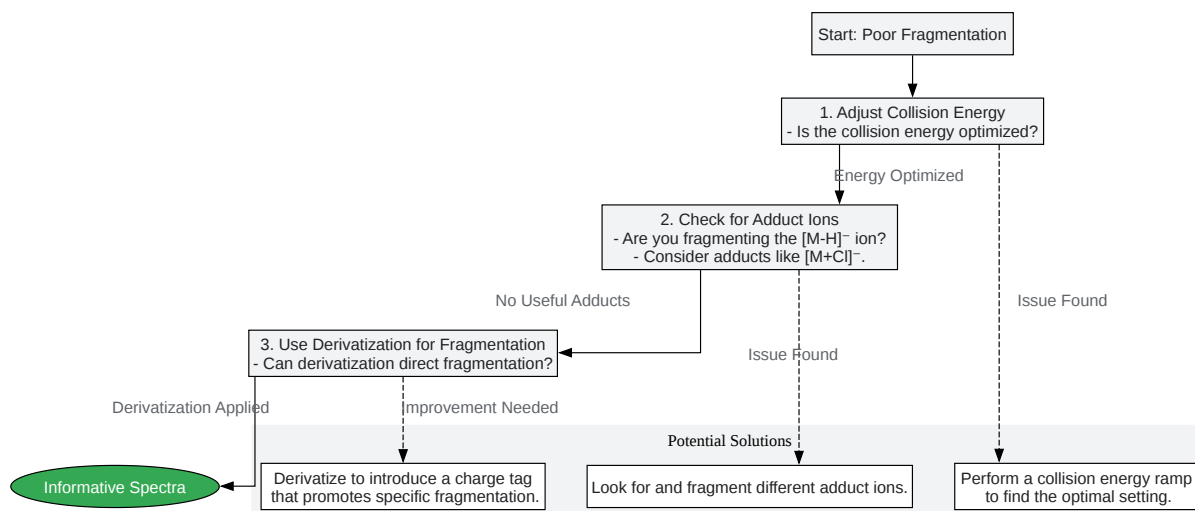 Start: Poor Fragmentation
1. Adjust Collision Energy
- Is the collision energy optimized?
Energy Optimized
2. Check for Adduct Ions
- Are you fragmenting the [M-H]⁻ ion?
- Consider adducts like [M+Cl]⁻.
No Useful Adducts
Issue Found
3. Use Derivatization for Fragmentation
- Can derivatization direct fragmentation?
Issue Found
Derivatization Applied
Improvement Needed
Potential Solutions
Informative Spectra
Derivatize to introduce a charge tag
that promotes specific fragmentation.
Look for and fragment different adduct ions.
Perform a collision energy ramp
to find the optimal setting.